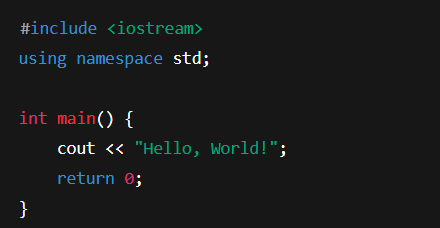 #include <iostream>
using namespace std;

int main() {
    cout << "Hello, World!";
    return 0;
}